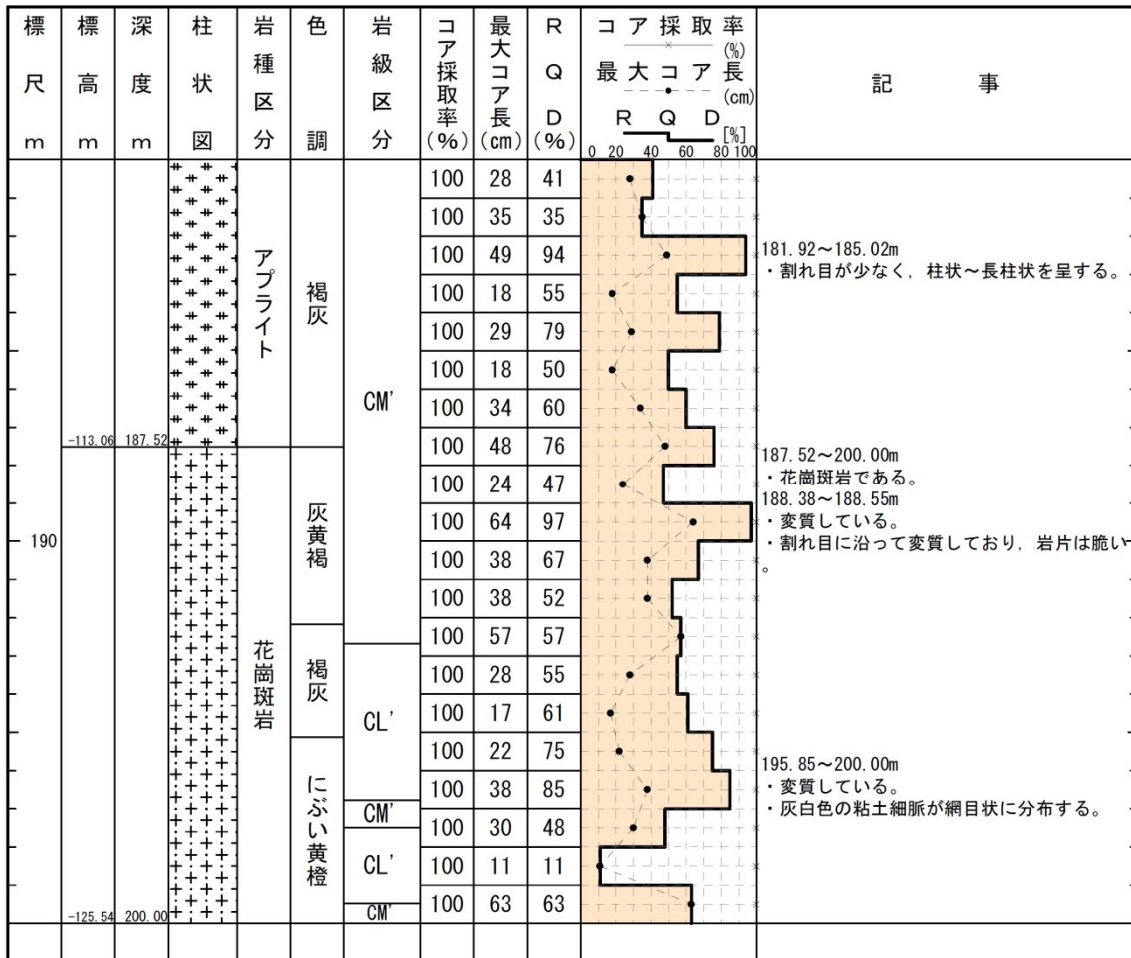 標尺 m
標高 m
深度 m
柱状図
岩種区分
色調
岩級区分
コア採取率(%)
最大コア長(cm)
RQD(%)
コア採取率(%)
最大コア長(cm)
RQD[%]
0 20 40 60 80 100
記事
100 28 41
100 35 35
100 49 94
100 18 55
100 29 79
100 18 50
100 34 60
100 48 76
100 24 47
100 64 97
100 38 67
100 38 52
100 57 57
100 28 55
100 17 61
100 22 75
100 38 85
100 30 48
100 11 11
100 63 63
190
-113.06 187.52
-125.54 200.00
アプライト
花崗斑岩
褐灰
灰黄褐
褐灰
にぶい黄橙
CM'
CL'
CM'
CL'
CM'
181.92～185.02m
・割れ目が少なく，柱状～長柱状を呈する。
187.52～200.00m
・花崗斑岩である。
188.38～188.55m
・変質している。
・割れ目に沿って変質しており，岩片は脆い
。
195.85～200.00m
・変質している。
・灰白色の粘土細脈が網目状に分布する。